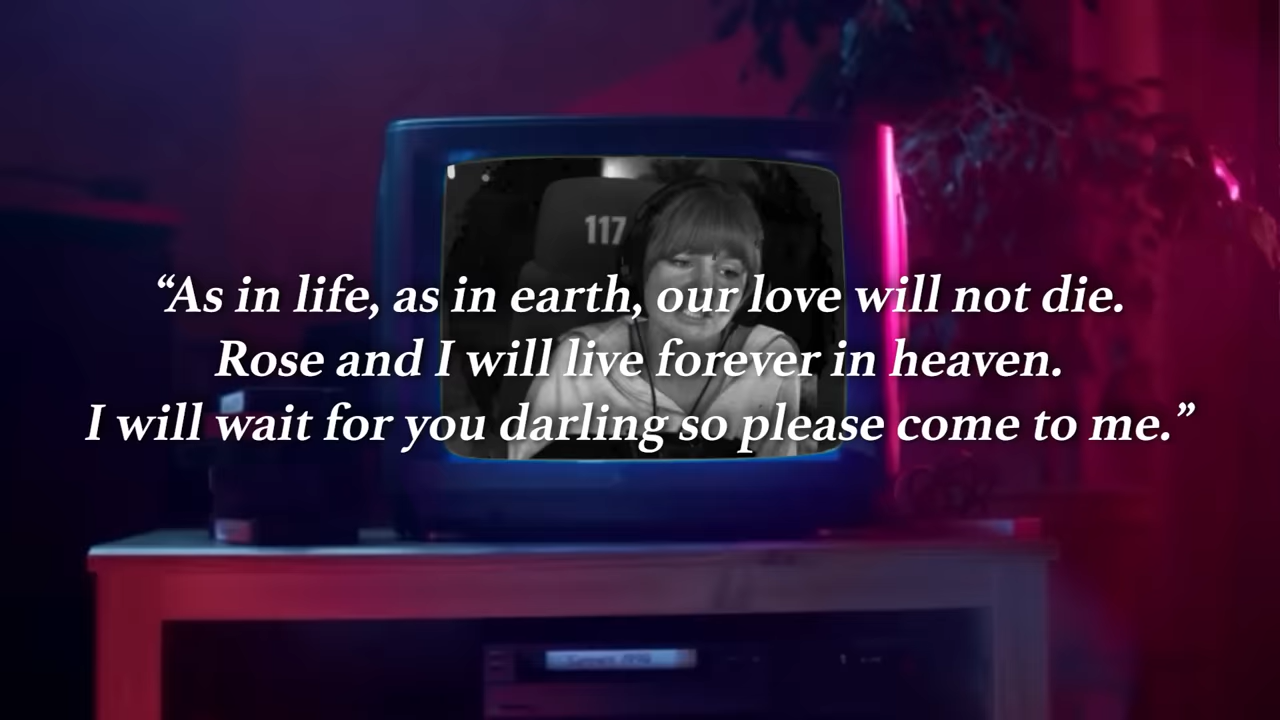 117
“As in life, as in earth, our love will not die.
Rose and I will live forever in heaven.
I will wait for you darling so please come to me.”